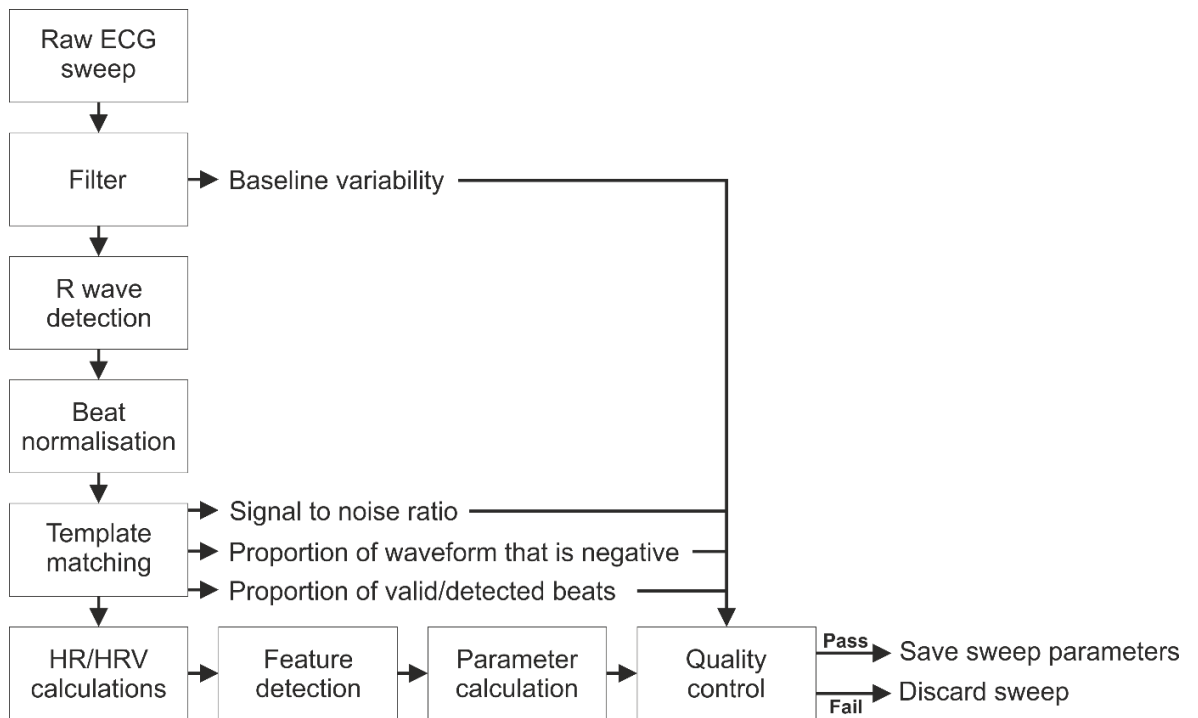 Raw ECG
sweep
Filter
Baseline variability
R wave
detection
Beat
normalisation
Template
matching
Signal to noise ratio
Proportion of waveform that is negative
Proportion of valid/detected beats
HR/HRV
calculations
Feature
detection
Parameter
calculation
Quality
control
Pass
Save sweep parameters
Fail
Discard sweep